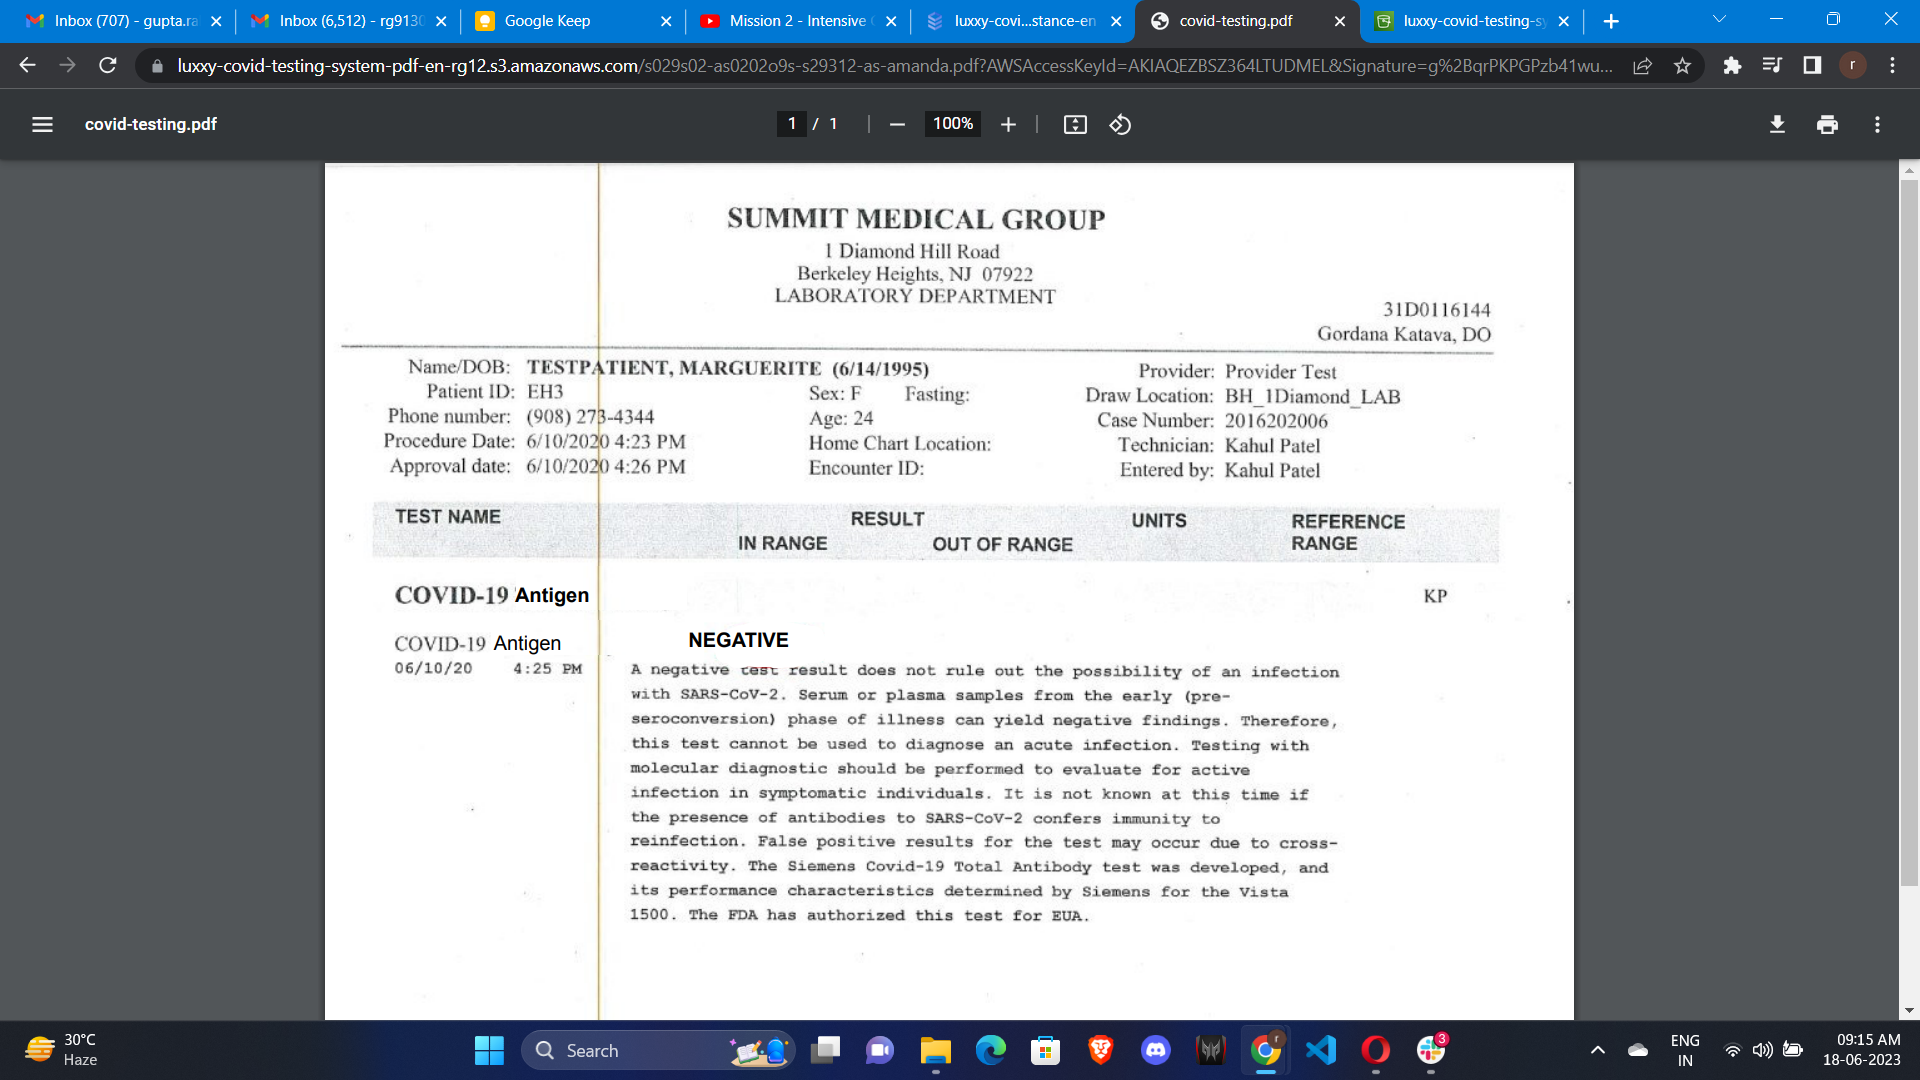 Inbox (707) - gupta.ra
Inbox (6,512) - rg9130
Google Keep
Mission 2 - Intensive
luxxy-covi...stance-en
covid-testing.pdf
luxxy-covid-testing-sy
luxxy-covid-testing-system-pdf-en-rg12.s3.amazonaws.com/s029s02-as0202o9s-s29312-as-amanda.pdf?AWSAccessKeyId=AKIAQEZBSZ364LTUDMEL&Signature=g%2BqrPKPGPzb41wu...
r
covid-testing.pdf
1 / 1
100%
SUMMIT MEDICAL GROUP
1 Diamond Hill Road
Berkeley Heights, NJ 07922
LABORATORY DEPARTMENT
31D0116144
Gordana Katava, DO
Name/DOB: TESTPATIENT, MARGUERITE (6/14/1995) Provider: Provider Test
Patient ID: EH3 Sex: F Fasting: Draw Location: BH_1Diamond_LAB
Phone number: (908) 273-4344 Age: 24 Case Number: 2016202006
Procedure Date: 6/10/2020 4:23 PM Home Chart Location: Technician: Kahul Patel
Approval date: 6/10/2020 4:26 PM Encounter ID: Entered by: Kahul Patel
TEST NAME RESULT UNITS REFERENCE
IN RANGE OUT OF RANGE RANGE
COVID-19 Antigen KP
COVID-19 Antigen NEGATIVE
06/10/20 4:25 PM A negative test result does not rule out the possibility of an infection
with SARS-CoV-2. Serum or plasma samples from the early (pre-
seroconversion) phase of illness can yield negative findings. Therefore,
this test cannot be used to diagnose an acute infection. Testing with
molecular diagnostic should be performed to evaluate for active
infection in symptomatic individuals. It is not known at this time if
the presence of antibodies to SARS-CoV-2 confers immunity to
reinfection. False positive results for the test may occur due to cross-
reactivity. The Siemens Covid-19 Total Antibody test was developed, and
its performance characteristics determined by Siemens for the Vista
1500. The FDA has authorized this test for EUA.
30°C
Haze
Search
3
ENG
IN
09:15 AM
18-06-2023